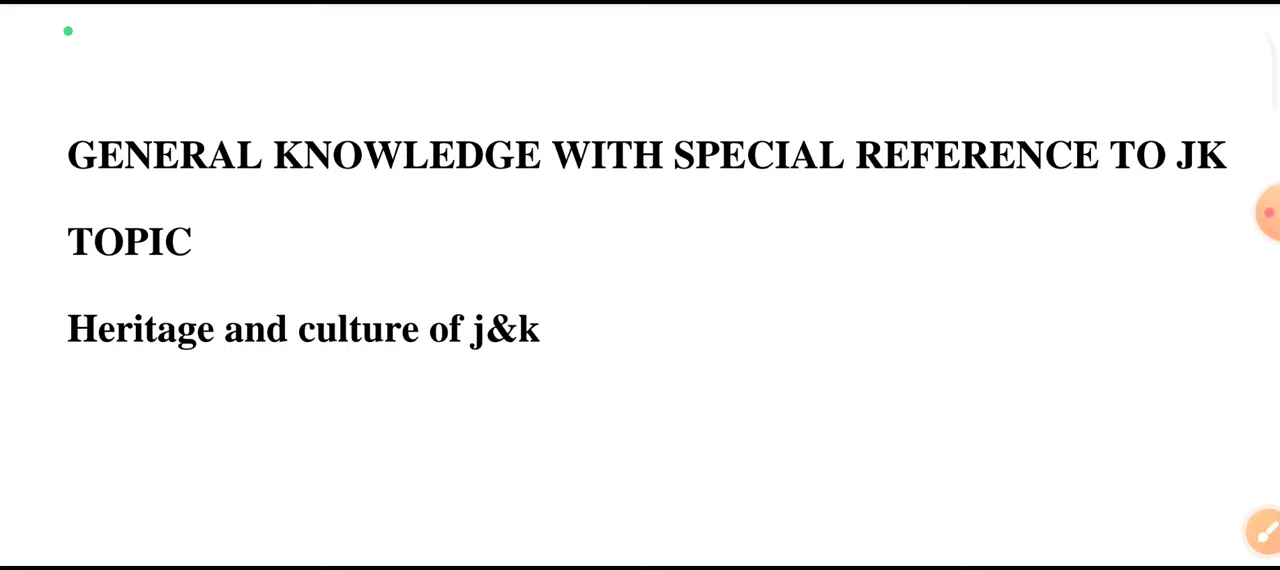 GENERAL KNOWLEDGE WITH SPECIAL REFERENCE TO JK
TOPIC
Heritage and culture of j&k